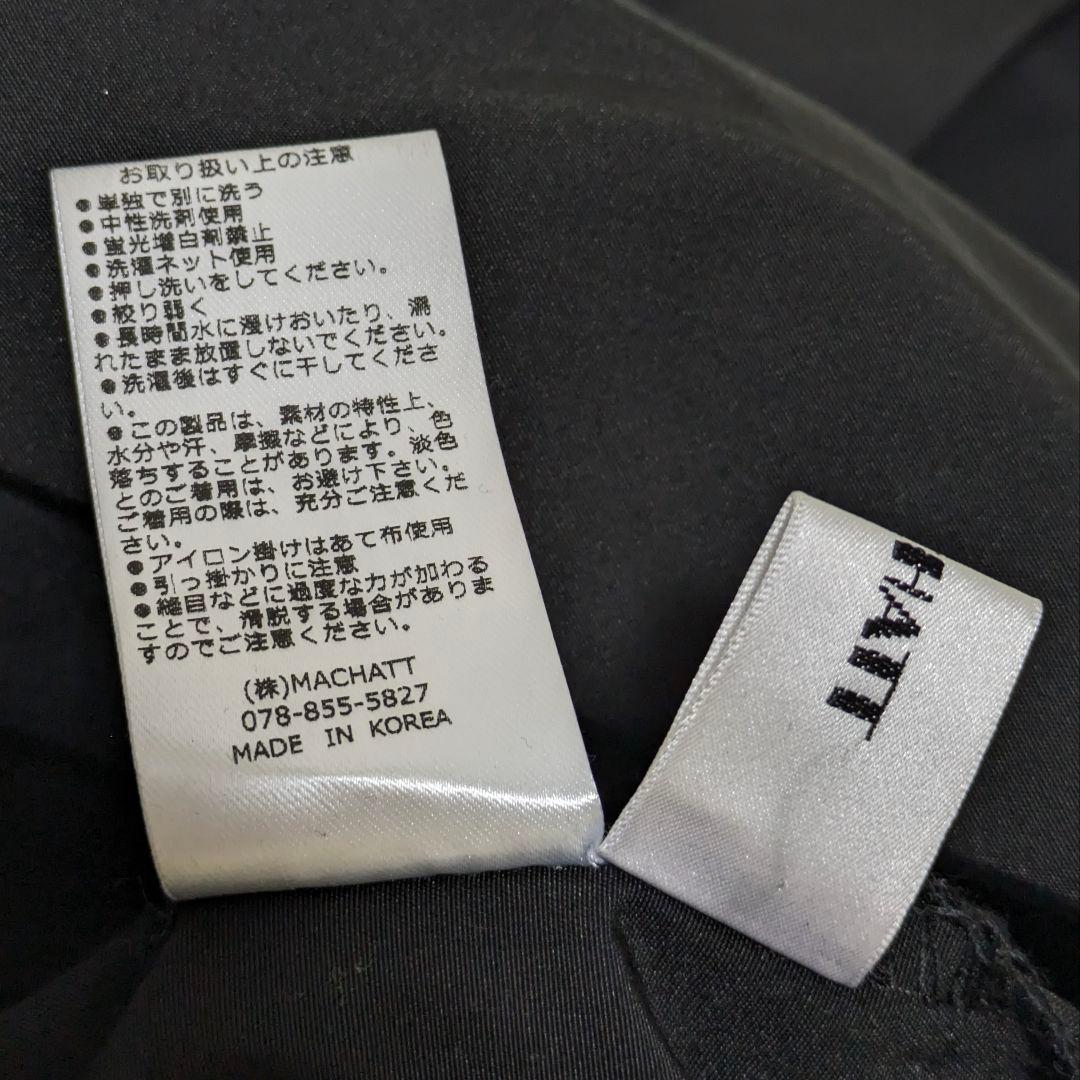 お取り扱い上の注意
●単独で別に洗う
●中性洗剤使用
●蛍光増白剤禁止
●洗濯ネット使用
●押し洗いをしてください。
●絞り弱く
●長時間水に浸けおいたり、濡
れたまま放置しないでください。
●洗濯後はすぐに干してくださ
い。
●この製品は、素材の特性上、
水分や汗、摩擦などにより、色
落ちすることがあります。淡色
とのご着用は、お避け下さい。
ご着用の際は、充分ご注意くだ
さい。
●アイロン掛けはあて布使用
●引っ掛かりに注意
●縫目などに過度な力が加わる
ことで、滑脱する場合がありま
すのでご注意ください。
(株)MACHATT
078-855-5827
MADE IN KOREA
HATT